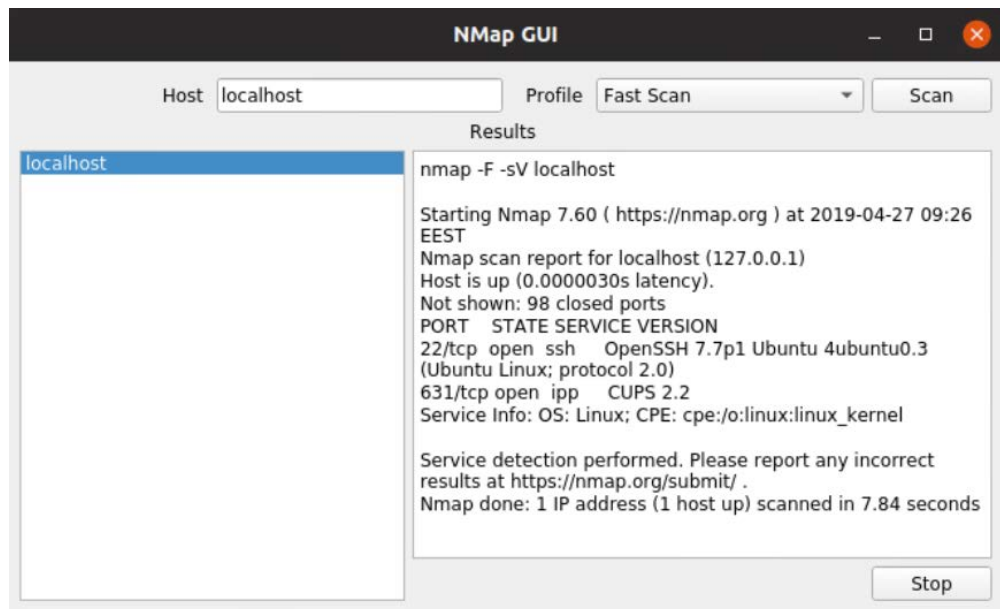 NMap GUI
Host localhost Profile Fast Scan Scan
Results
localhost
nmap -F -sV localhost
Starting Nmap 7.60 ( https://nmap.org ) at 2019-04-27 09:26
EEST
Nmap scan report for localhost (127.0.0.1)
Host is up (0.0000030s latency).
Not shown: 98 closed ports
PORT STATE SERVICE VERSION
22/tcp open ssh OpenSSH 7.7p1 Ubuntu 4ubuntu0.3
(Ubuntu Linux; protocol 2.0)
631/tcp open ipp CUPS 2.2
Service Info: OS: Linux; CPE: cpe:/o:linux:linux_kernel
Service detection performed. Please report any incorrect
results at https://nmap.org/submit/ .
Nmap done: 1 IP address (1 host up) scanned in 7.84 seconds
Stop